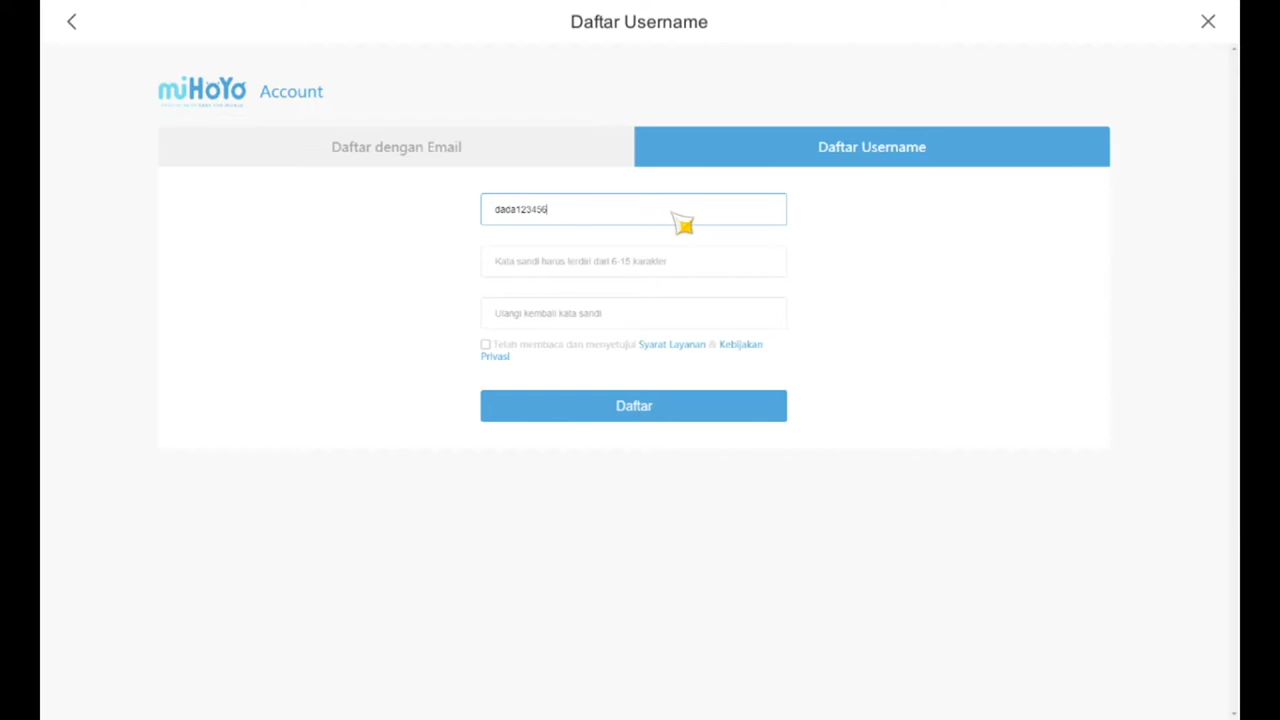 Daftar Username
miHoYo Account
Daftar dengan Email
Daftar Username
dada123456
Kata sandi harus terdiri dari 6-15 karakter
Ulangi kembali kata sandi
Telah membaca dan menyetujui Syarat Layanan & Kebijakan
Privasi
Daftar